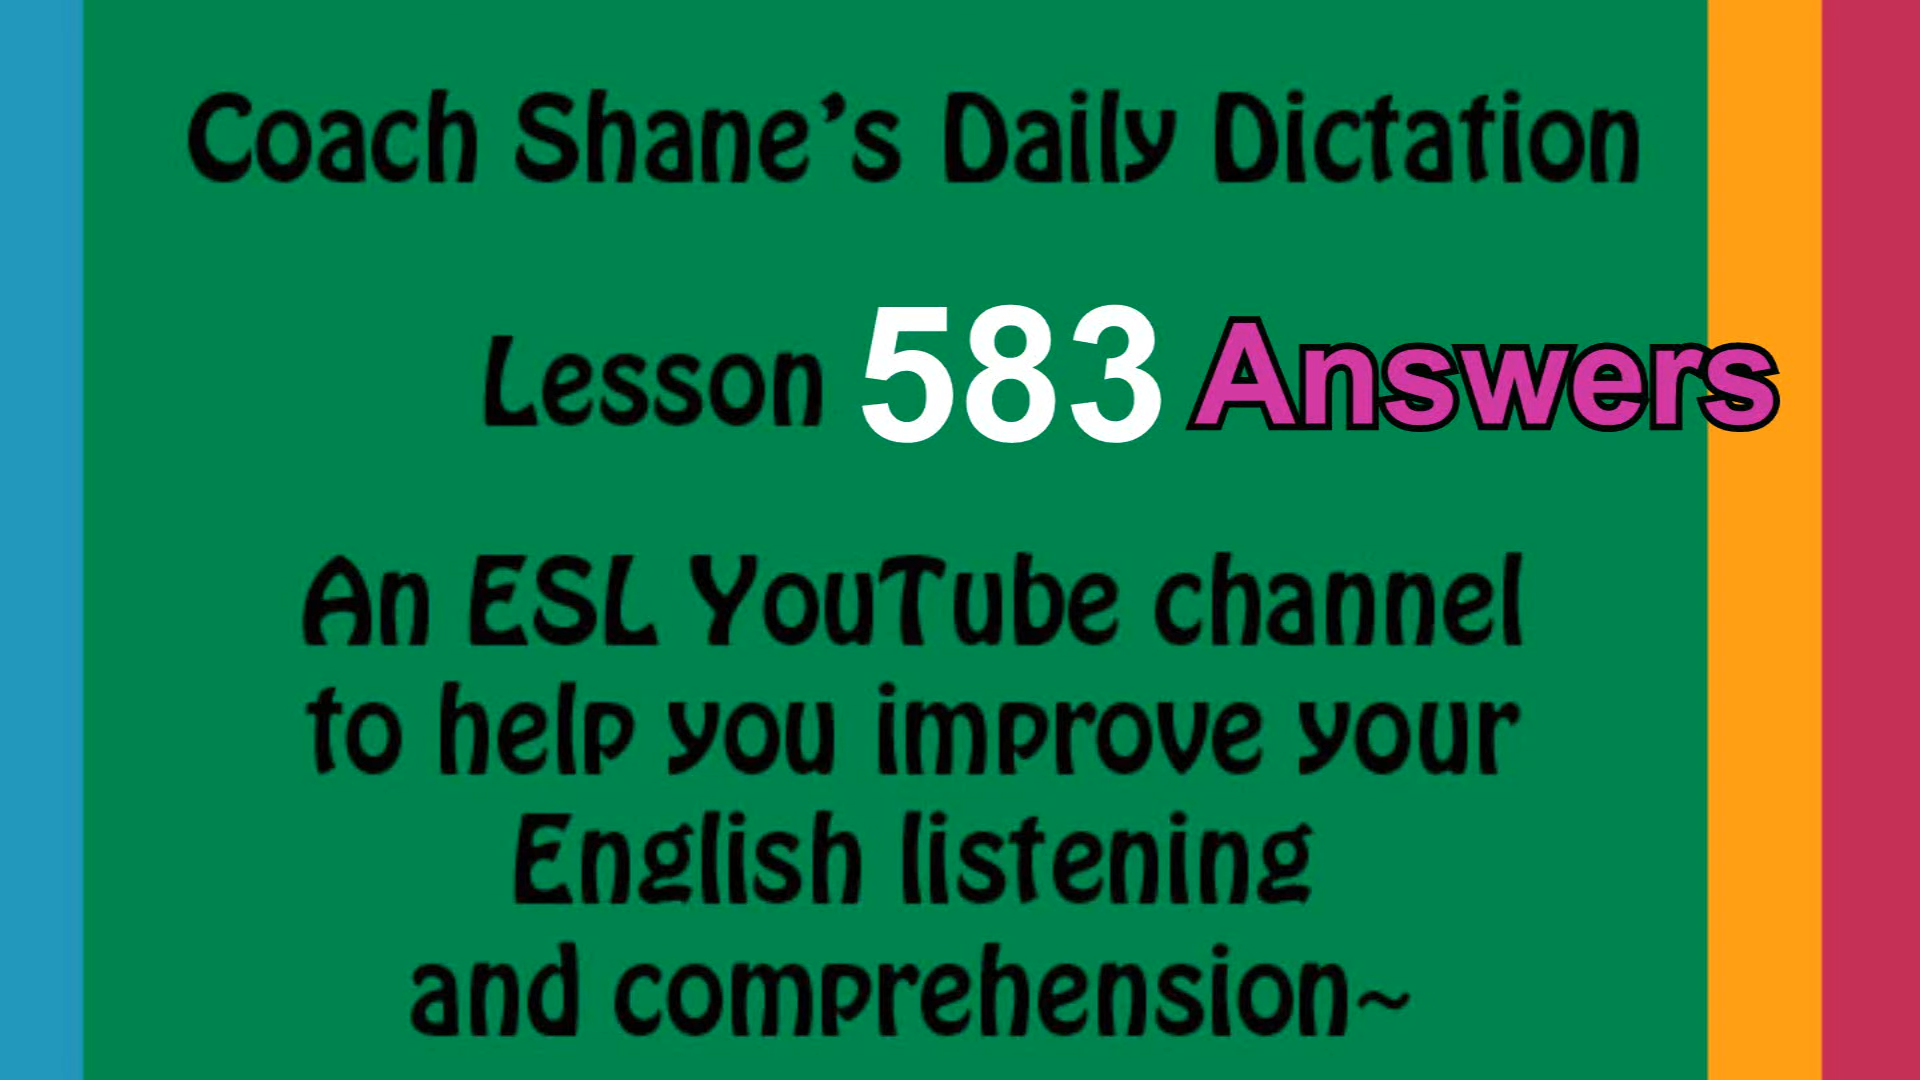 Coach Shane's Daily Dictation
Lesson 583 Answers
An ESL YouTube channel
to help you improve your
English listening
and comprehension~